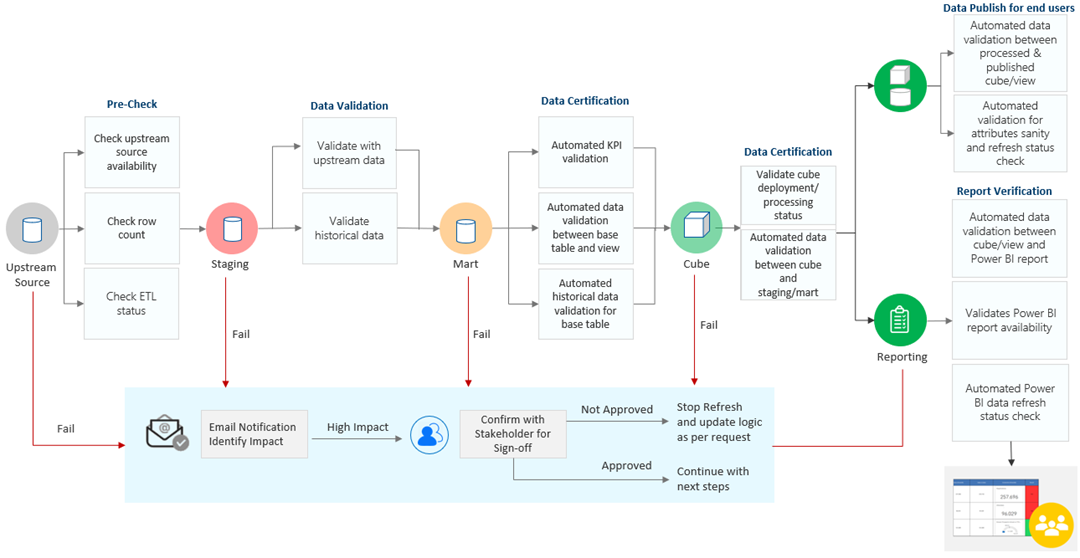 Data Publish for end users
Automated data
validation between
processed &
published
cube/view
Automated
validation for
attributes sanity
and refresh status
check
Pre-Check
Check upstream
source
availability
Check row
count
Check ETL
status
Upstream
Source
Staging
Data Validation
Validate with
upstream data
Validate
historical data
Mart
Data Certification
Automated KPI
validation
Automated data
validation
between base
table and view
Automated
historical data
validation for
base table
Cube
Data Certification
Validate cube
deployment/
processing
status
Automated data
validation
between cube
and
staging/mart
Reporting
Report Verification
Automated data
validation between
cube/view and
Power BI report
Validates Power BI
report availability
Automated Power
BI data refresh
status check
Fail
Fail
Fail
Fail
Email Notification
Identify Impact
High Impact
Confirm with
Stakeholder for
Sign-off
Not Approved
Stop Refresh
and update logic
as per request
Approved
Continue with
next steps